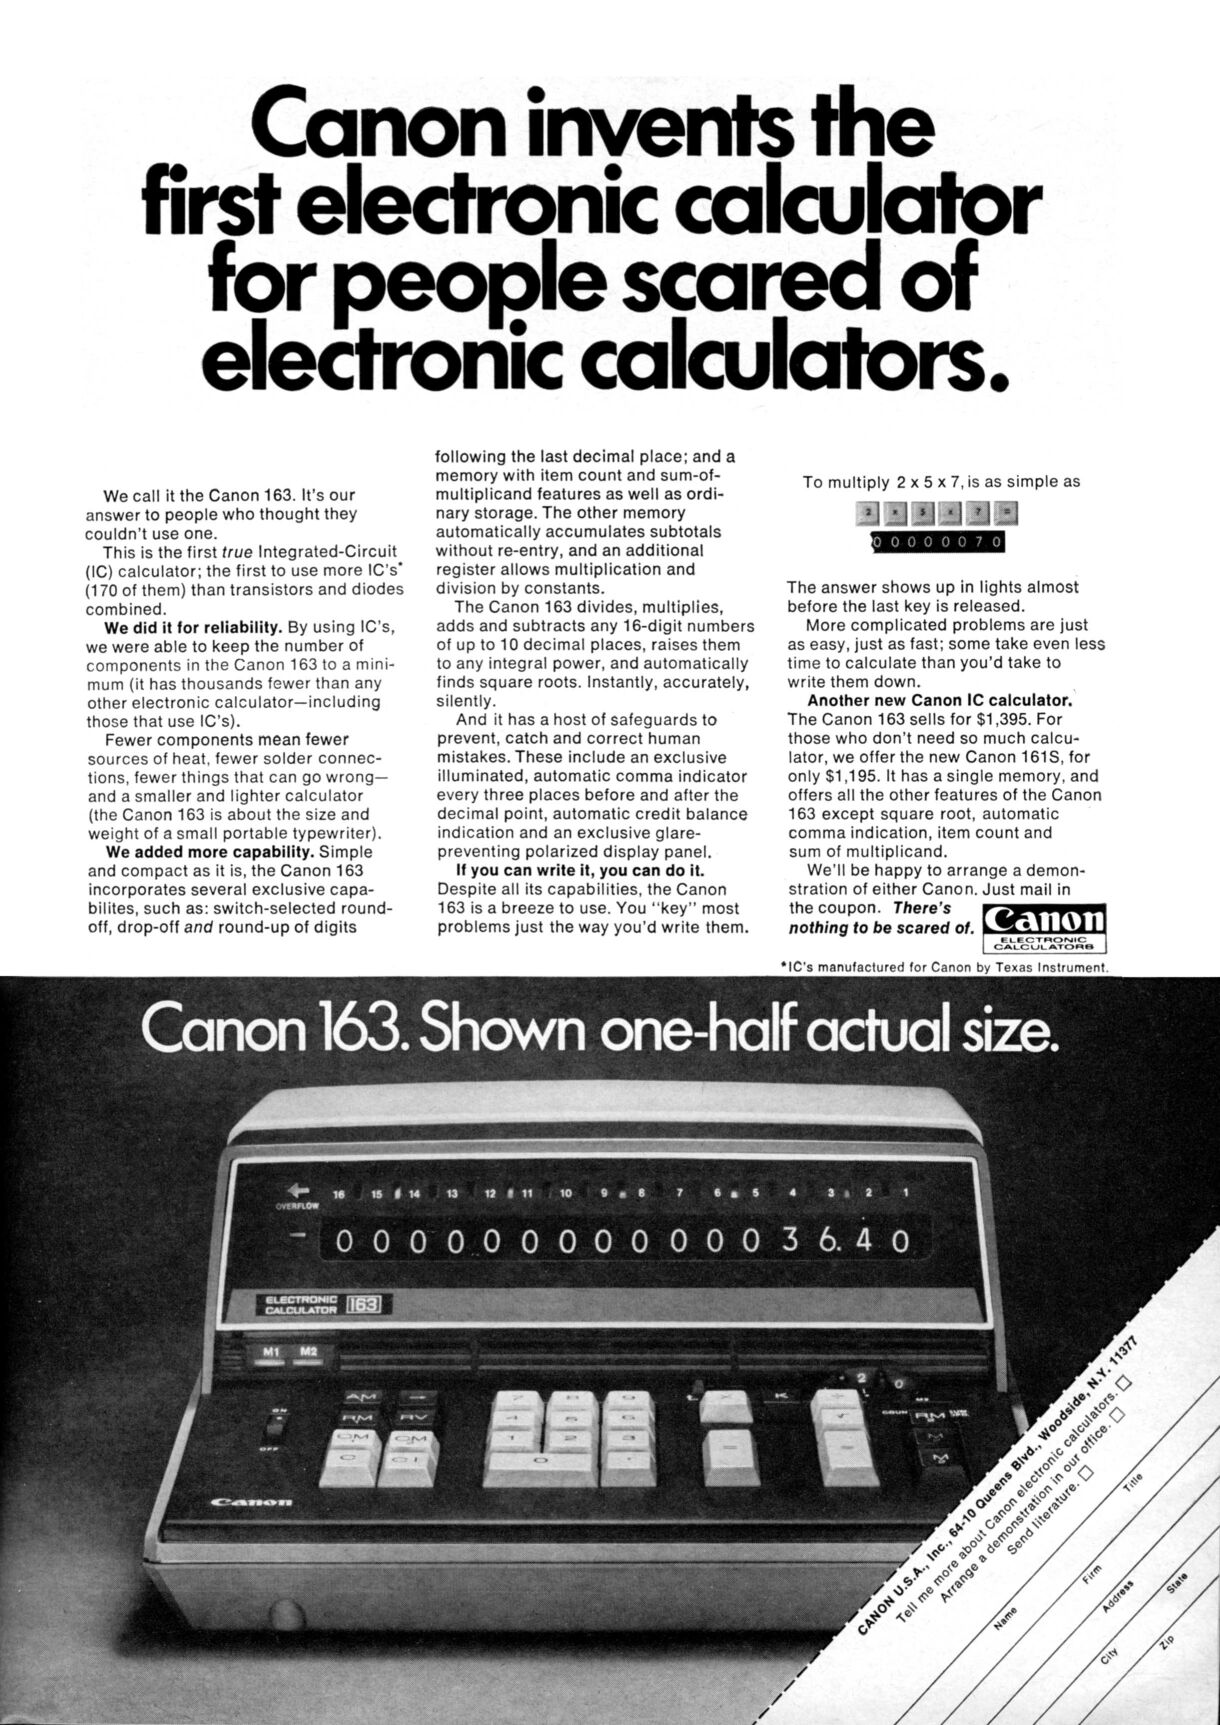 Canon invents the
first electronic calculator
for people scared of
electronic calculators.
We call it the Canon 163. It's our
answer to people who thought they
couldn't use one.
This is the first true Integrated-Circuit
(IC) calculator; the first to use more IC's*
(170 of them) than transistors and diodes
combined.
We did it for reliability. By using IC's,
we were able to keep the number of
components in the Canon 163 to a mini-
mum (it has thousands fewer than any
other electronic calculator—including
those that use IC's).
Fewer components mean fewer
sources of heat, fewer solder connec-
tions, fewer things that can go wrong—
and a smaller and lighter calculator
(the Canon 163 is about the size and
weight of a small portable typewriter).
We added more capability. Simple
and compact as it is, the Canon 163
incorporates several exclusive capa-
bilites, such as: switch-selected round-
off, drop-off and round-up of digits
following the last decimal place; and a
memory with item count and sum-of-
multiplicand features as well as ordi-
nary storage. The other memory
automatically accumulates subtotals
without re-entry, and an additional
register allows multiplication and
division by constants.
The Canon 163 divides, multiplies,
adds and subtracts any 16-digit numbers
of up to 10 decimal places, raises them
to any integral power, and automatically
finds square roots. Instantly, accurately,
silently.
And it has a host of safeguards to
prevent, catch and correct human
mistakes. These include an exclusive
illuminated, automatic comma indicator
every three places before and after the
decimal point, automatic credit balance
indication and an exclusive glare-
preventing polarized display panel.
If you can write it, you can do it.
Despite all its capabilities, the Canon
163 is a breeze to use. You "key" most
problems just the way you'd write them.
To multiply 2 x 5 x 7, is as simple as
2 x 5 x 7 =
00000070
The answer shows up in lights almost
before the last key is released.
More complicated problems are just
as easy, just as fast; some take even less
time to calculate than you'd take to
write them down.
Another new Canon IC calculator.
The Canon 163 sells for $1,395. For
those who don't need so much calcu-
lator, we offer the new Canon 161S, for
only $1,195. It has a single memory, and
offers all the other features of the Canon
163 except square root, automatic
comma indication, item count and
sum of multiplicand.
We'll be happy to arrange a demon-
stration of either Canon. Just mail in
the coupon. There's
nothing to be scared of.
Canon
ELECTRONIC
CALCULATORS
*IC's manufactured for Canon by Texas Instrument.
Canon 163. Shown one-half actual size.
16 15 14 13 12 11 10 9 8 7 6 5 4 3 2 1
OVERFLOW
− 00000000000036.40
ELECTRONIC
CALCULATOR 163
M1 M2
2 0
AM →
7 8 9 × K ÷
ON
RM RV
4 5 6 √
COUN RM
OFF
CM CM
1 2 3
M
C CI
0 . = −
M
Canon
CANON U.S.A., Inc., 64-10 Queens Blvd., Woodside, N.Y. 11377
Tell me more about Canon electronic calculators. □
Arrange a demonstration in our office. □
Send literature. □
Name
Title
Firm
Address
City
State
Zip